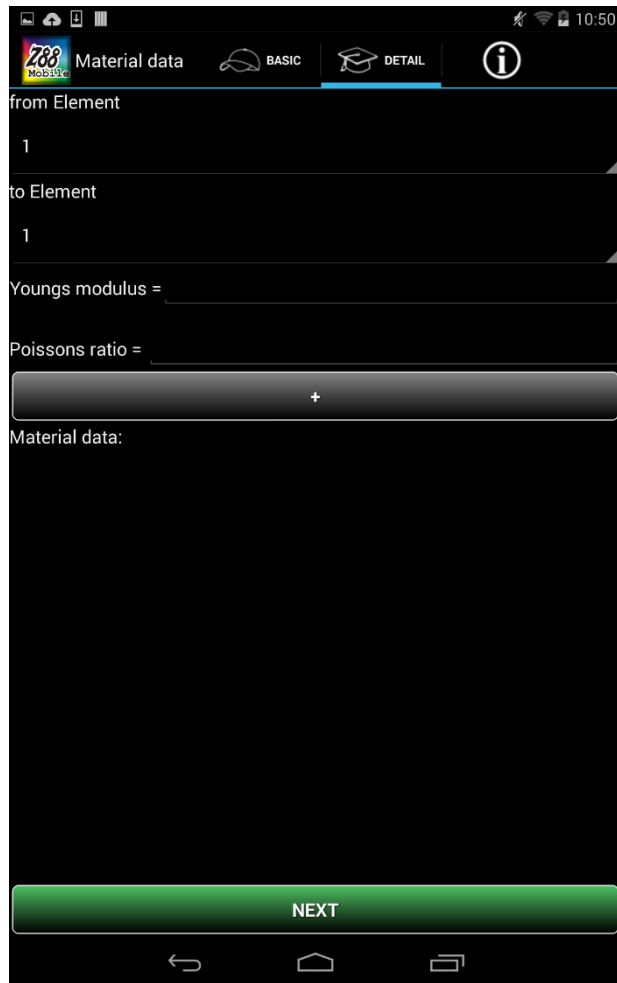 10:50
Z88 Mobile Material data BASIC DETAIL i
from Element
1
to Element
1
Youngs modulus =
Poissons ratio =
+
Material data:
NEXT